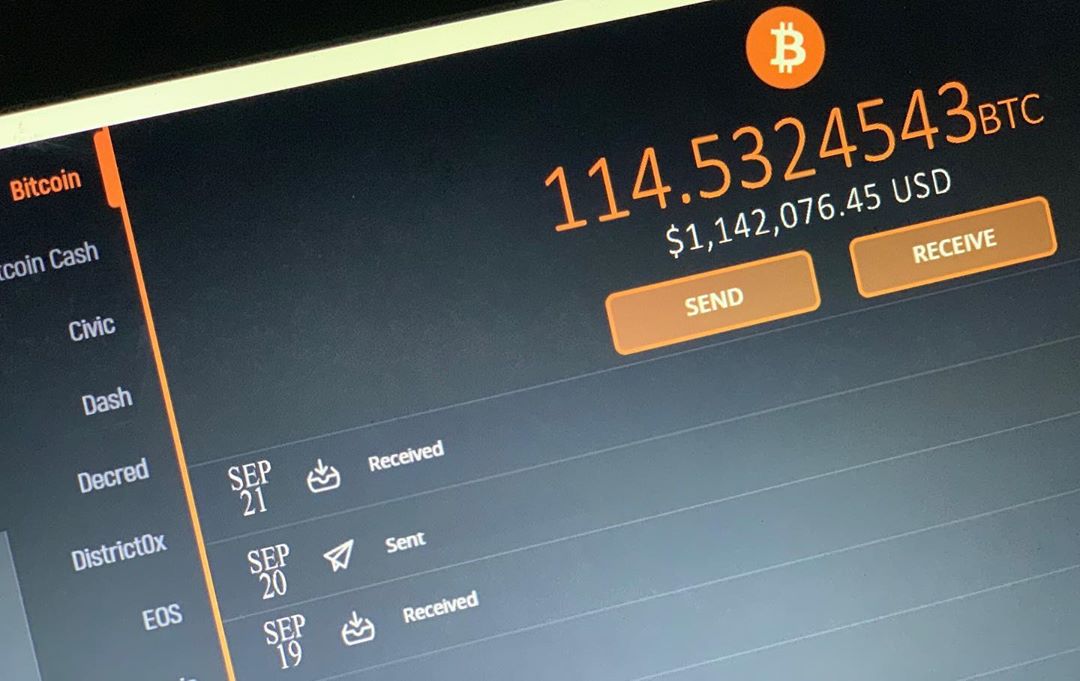 Bitcoin
tcoin Cash
Civic
Dash
Decred
District0x
EOS
114.5324543BTC
$1,142,076.45 USD
SEND
RECEIVE
SEP
21
Received
SEP
20
Sent
SEP
19
Received